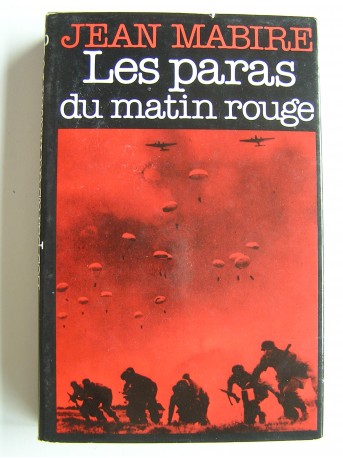 JEAN MABIRE
Les paras
du matin rouge